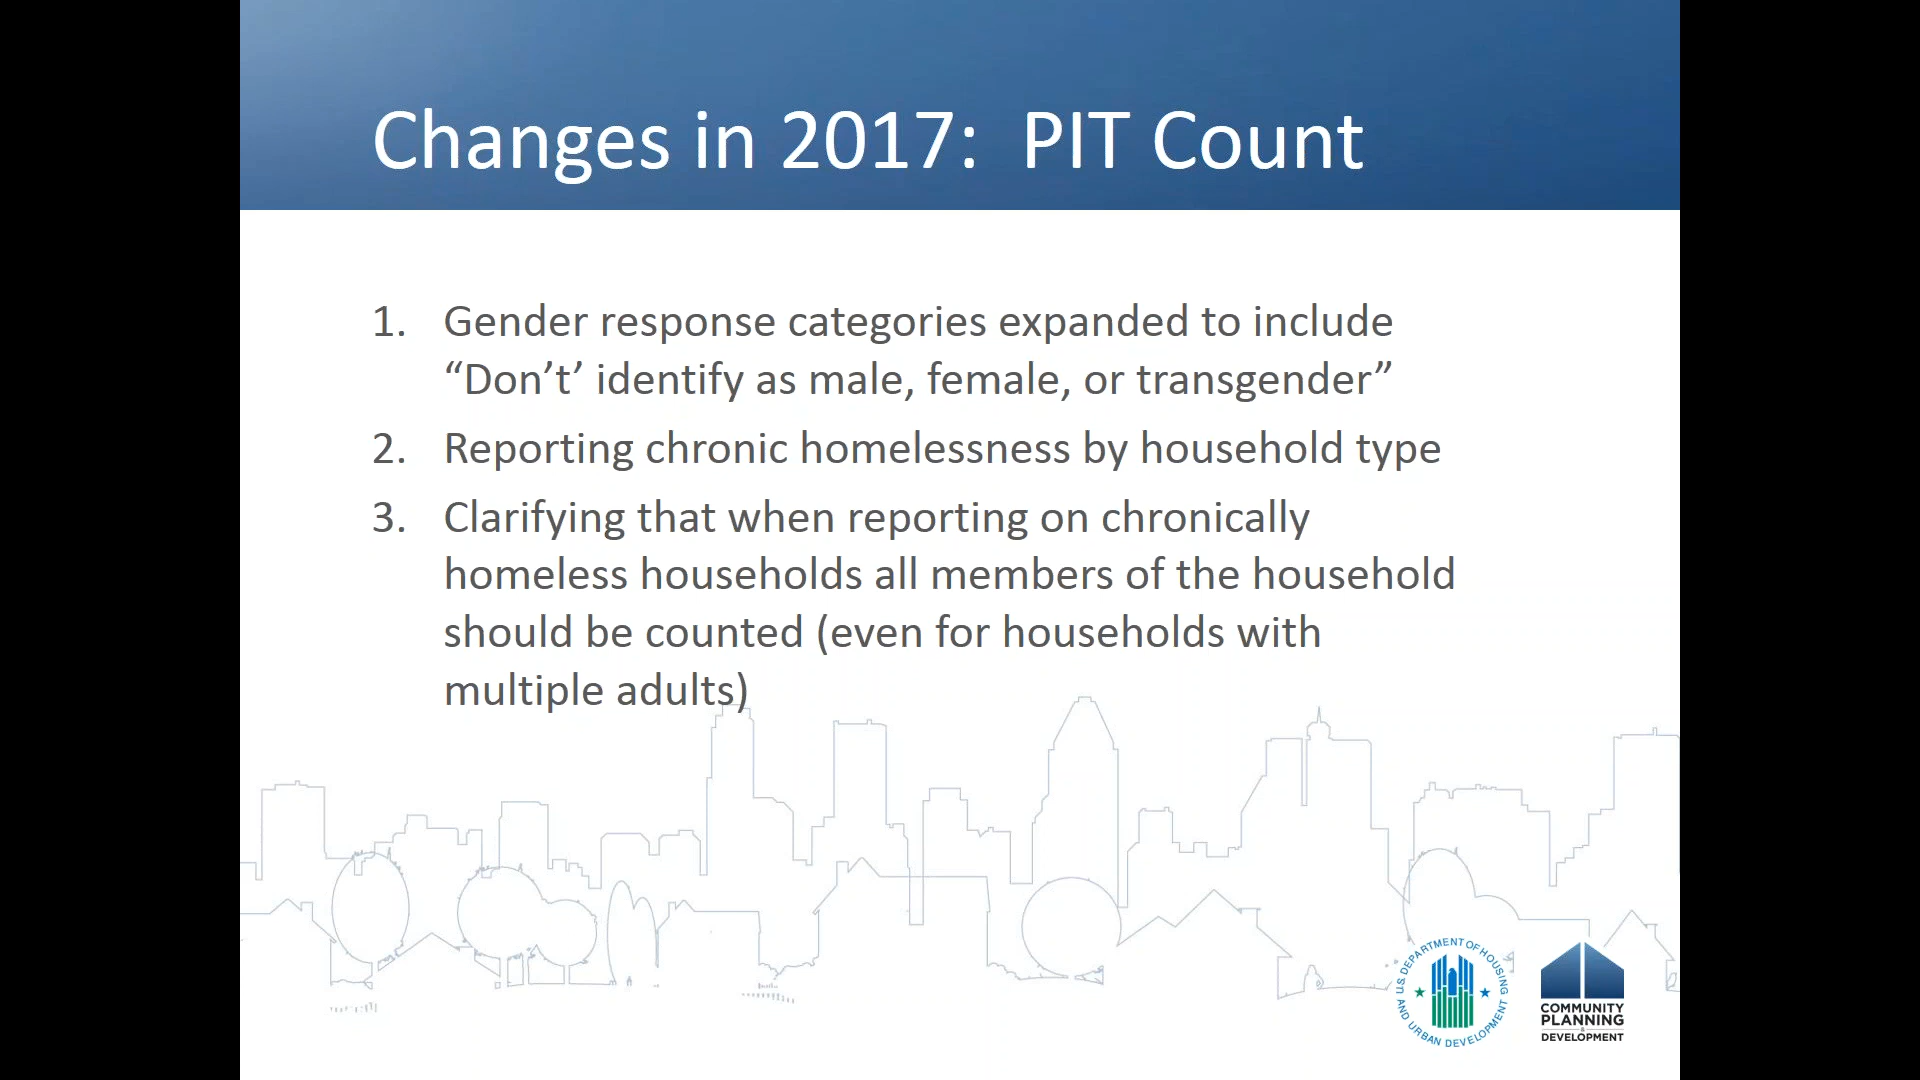 Changes in 2017:  PIT Count
1. Gender response categories expanded to include
“Don’t’ identify as male, female, or transgender”
2. Reporting chronic homelessness by household type
3. Clarifying that when reporting on chronically
homeless households all members of the household
should be counted (even for households with
multiple adults)
U.S. DEPARTMENT OF HOUSING
AND URBAN DEVELOPMENT
COMMUNITY
PLANNING
&
DEVELOPMENT